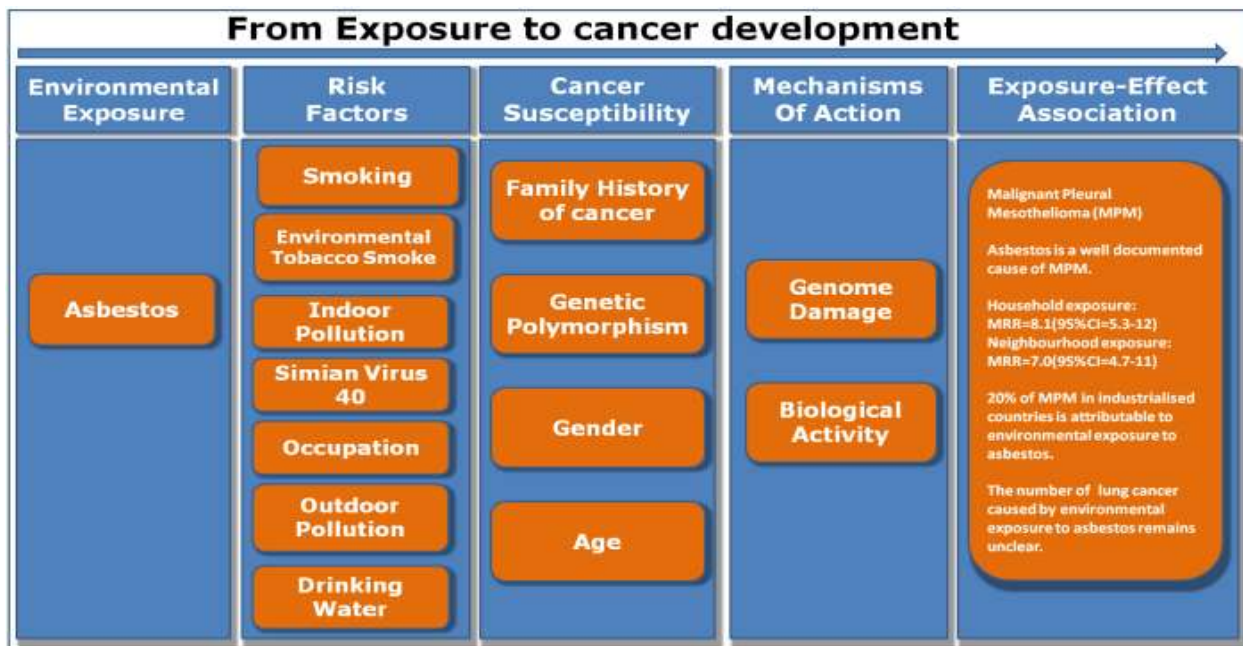 From Exposure to cancer development
Environmental
Exposure
Risk
Factors
Cancer
Susceptibility
Mechanisms
Of Action
Exposure-Effect
Association
Asbestos
Smoking
Environmental
Tobacco Smoke
Indoor
Pollution
Simian Virus
40
Occupation
Outdoor
Pollution
Drinking
Water
Family History
of cancer
Genetic
Polymorphism
Gender
Age
Genome
Damage
Biological
Activity
Malignant Pleural
Mesothelioma (MPM)
Asbestos is a well documented
cause of MPM.
Household exposure:
MRR=8.1(95%CI=5.3-12)
Neighbourhood exposure:
MRR=7.0(95%CI=4.7-11)
20% of MPM in industrialised
countries is attributable to
environmental exposure to
asbestos.
The number of lung cancer
caused by environmental
exposure to asbestos remains
unclear.